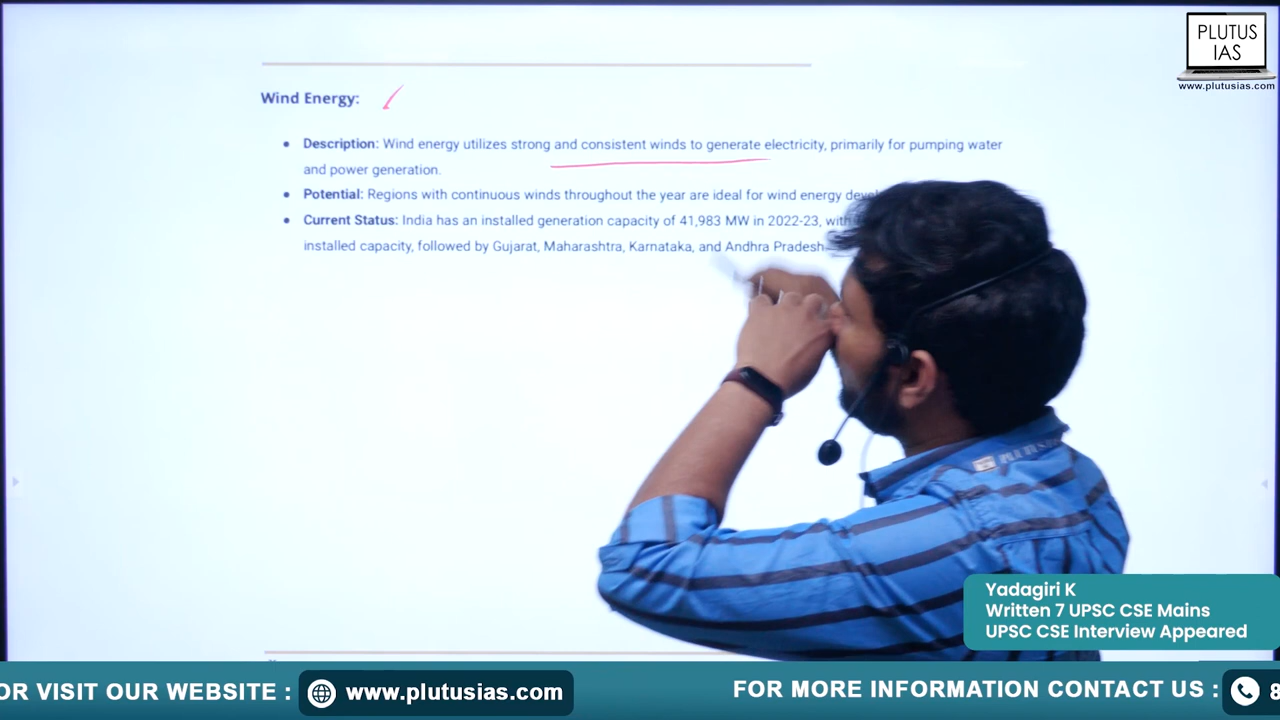 PLUTUS
IAS
www.plutusias.com
Wind Energy:
• Description: Wind energy utilizes strong and consistent winds to generate electricity, primarily for pumping water
and power generation.
• Potential: Regions with continuous winds throughout the year are ideal for wind energy
• Current Status: India has an installed generation capacity of 41,983 MW in 2022-23, with
installed capacity, followed by Gujarat, Maharashtra, Karnataka, and Andhra Pradesh
PLUTUS
Yadagiri K
Written 7 UPSC CSE Mains
UPSC CSE Interview Appeared
OR VISIT OUR WEBSITE : www.plutusias.com FOR MORE INFORMATION CONTACT US : 8